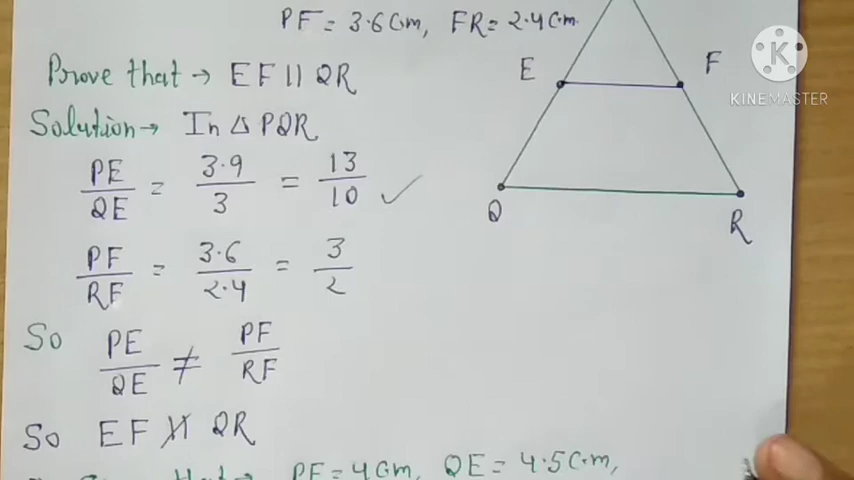 PF = 3.6 Cm, FR = 2.4 Cm.
Prove that → EF || QR
Solution → In △ PQR
PE/QE = 3.9/3 = 13/10 ✓
PF/RF = 3.6/2.4 = 3/2
So PE/QE ≠ PF/RF
So EF ∦ QR
PE = 4 Cm, QE = 4.5 Cm,
E
F
Q
R
K
KINEMASTER